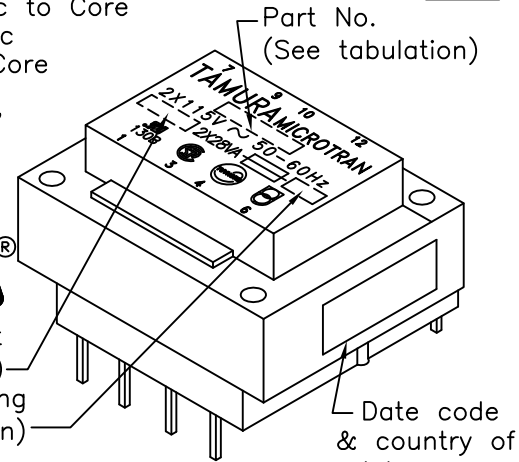 c to Core
c
Core
Part No.
(See tabulation)
7 9 10 12
TAMURA MICROTRAN
2X115V ~ 50-60Hz
130B 2X28VA
1 3 4 6
®
)
ng
n)
Date code
& country of